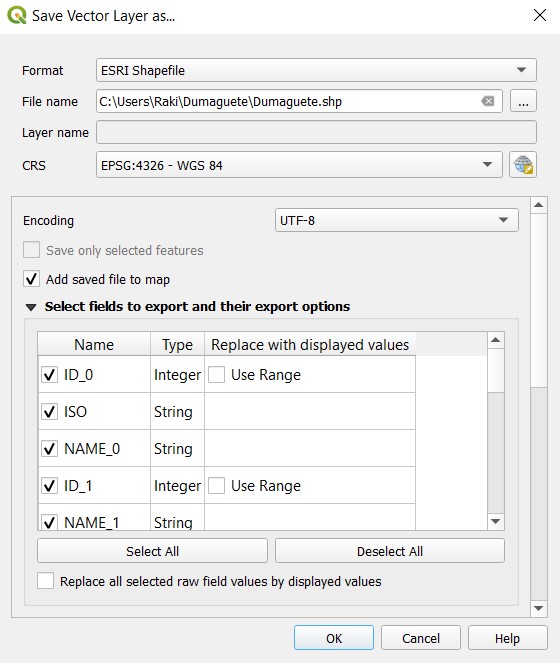 Save Vector Layer as...
Format ESRI Shapefile
File name C:\Users\Raki\Dumaguete\Dumaguete.shp ...
Layer name
CRS EPSG:4326 - WGS 84
Encoding UTF-8
Save only selected features
Add saved file to map
Select fields to export and their export options
Name Type Replace with displayed values
ID_0 Integer Use Range
ISO String
NAME_0 String
ID_1 Integer Use Range
NAME_1 String
Select All Deselect All
Replace all selected raw field values by displayed values
OK Cancel Help